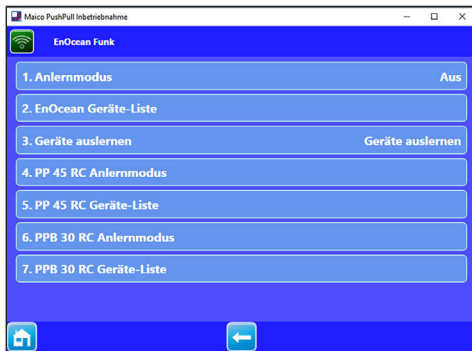 Maico PushPull Inbetriebnahme
EnOcean Funk
1. Anlernmodus Aus
2. EnOcean Geräte-Liste
3. Geräte auslernen Geräte auslernen
4. PP 45 RC Anlernmodus
5. PP 45 RC Geräte-Liste
6. PPB 30 RC Anlernmodus
7. PPB 30 RC Geräte-Liste